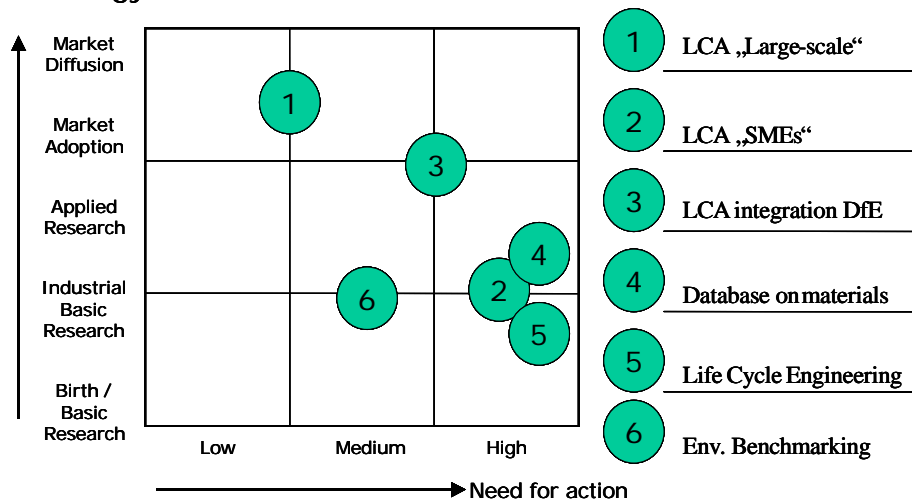 Market
Diffusion
Market
Adoption
Applied
Research
Industrial
Basic
Research
Birth /
Basic
Research
1
3
4
2
6
5
Low
Medium
High
Need for action
1
LCA „Large-scale“
2
LCA „SMEs“
3
LCA integration DfE
4
Database on materials
5
Life Cycle Engineering
6
Env. Benchmarking